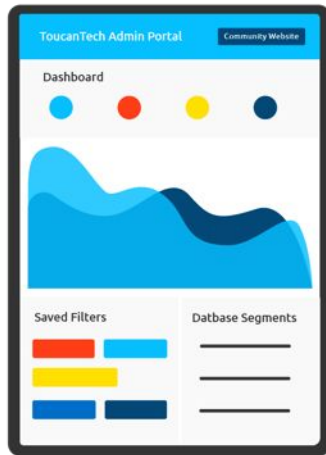 ToucanTech Admin Portal
Community Website
Dashboard
Saved Filters
Datbase Segments